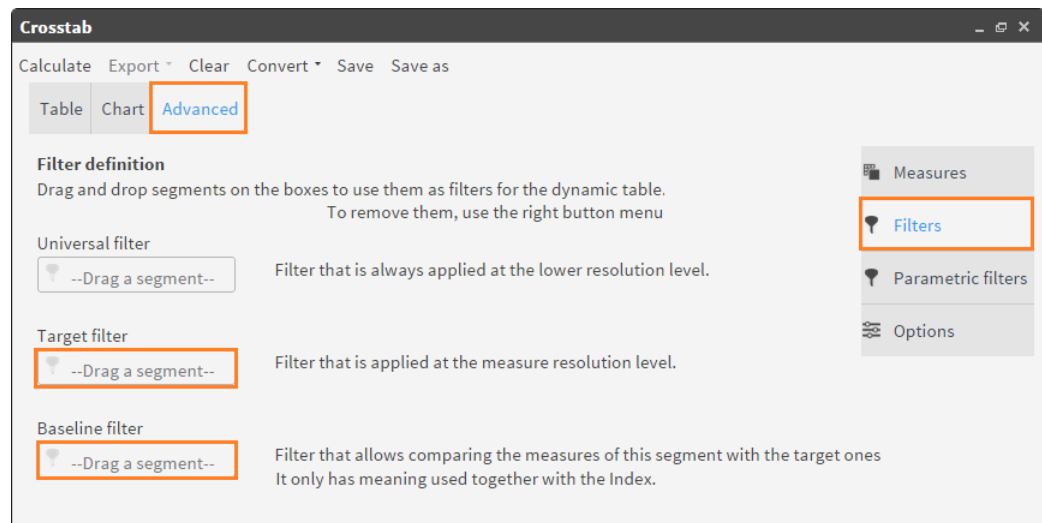 Crosstab
Calculate Export Clear Convert Save Save as
Table Chart Advanced
Filter definition
Drag and drop segments on the boxes to use them as filters for the dynamic table.
To remove them, use the right button menu
Universal filter
--Drag a segment--
Filter that is always applied at the lower resolution level.
Target filter
--Drag a segment--
Filter that is applied at the measure resolution level.
Baseline filter
--Drag a segment--
Filter that allows comparing the measures of this segment with the target ones
It only has meaning used together with the Index.
Measures
Filters
Parametric filters
Options